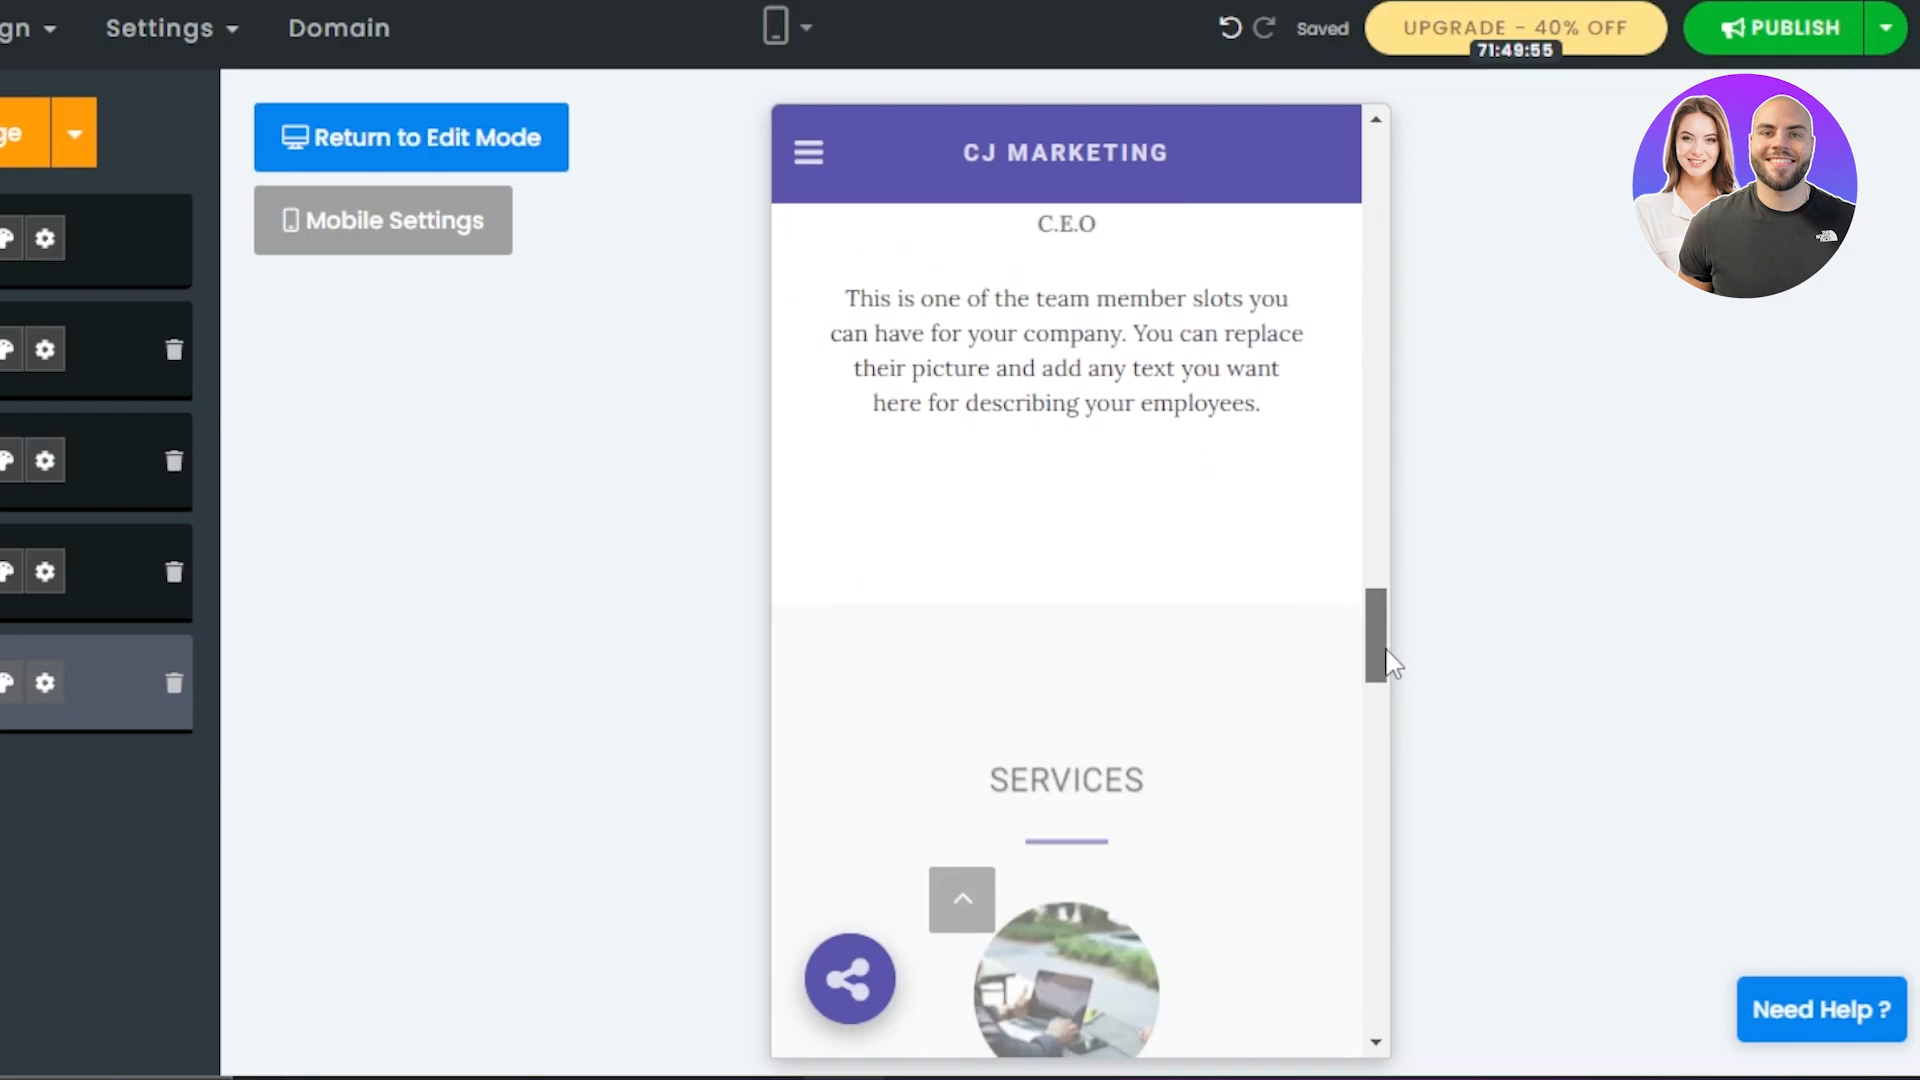 gn
Settings
Domain
Saved
UPGRADE - 40% OFF
71:49:55
PUBLISH
ge
Return to Edit Mode
Mobile Settings
CJ MARKETING
C.E.O
This is one of the team member slots you
can have for your company. You can replace
their picture and add any text you want
here for describing your employees.
SERVICES
Need Help ?